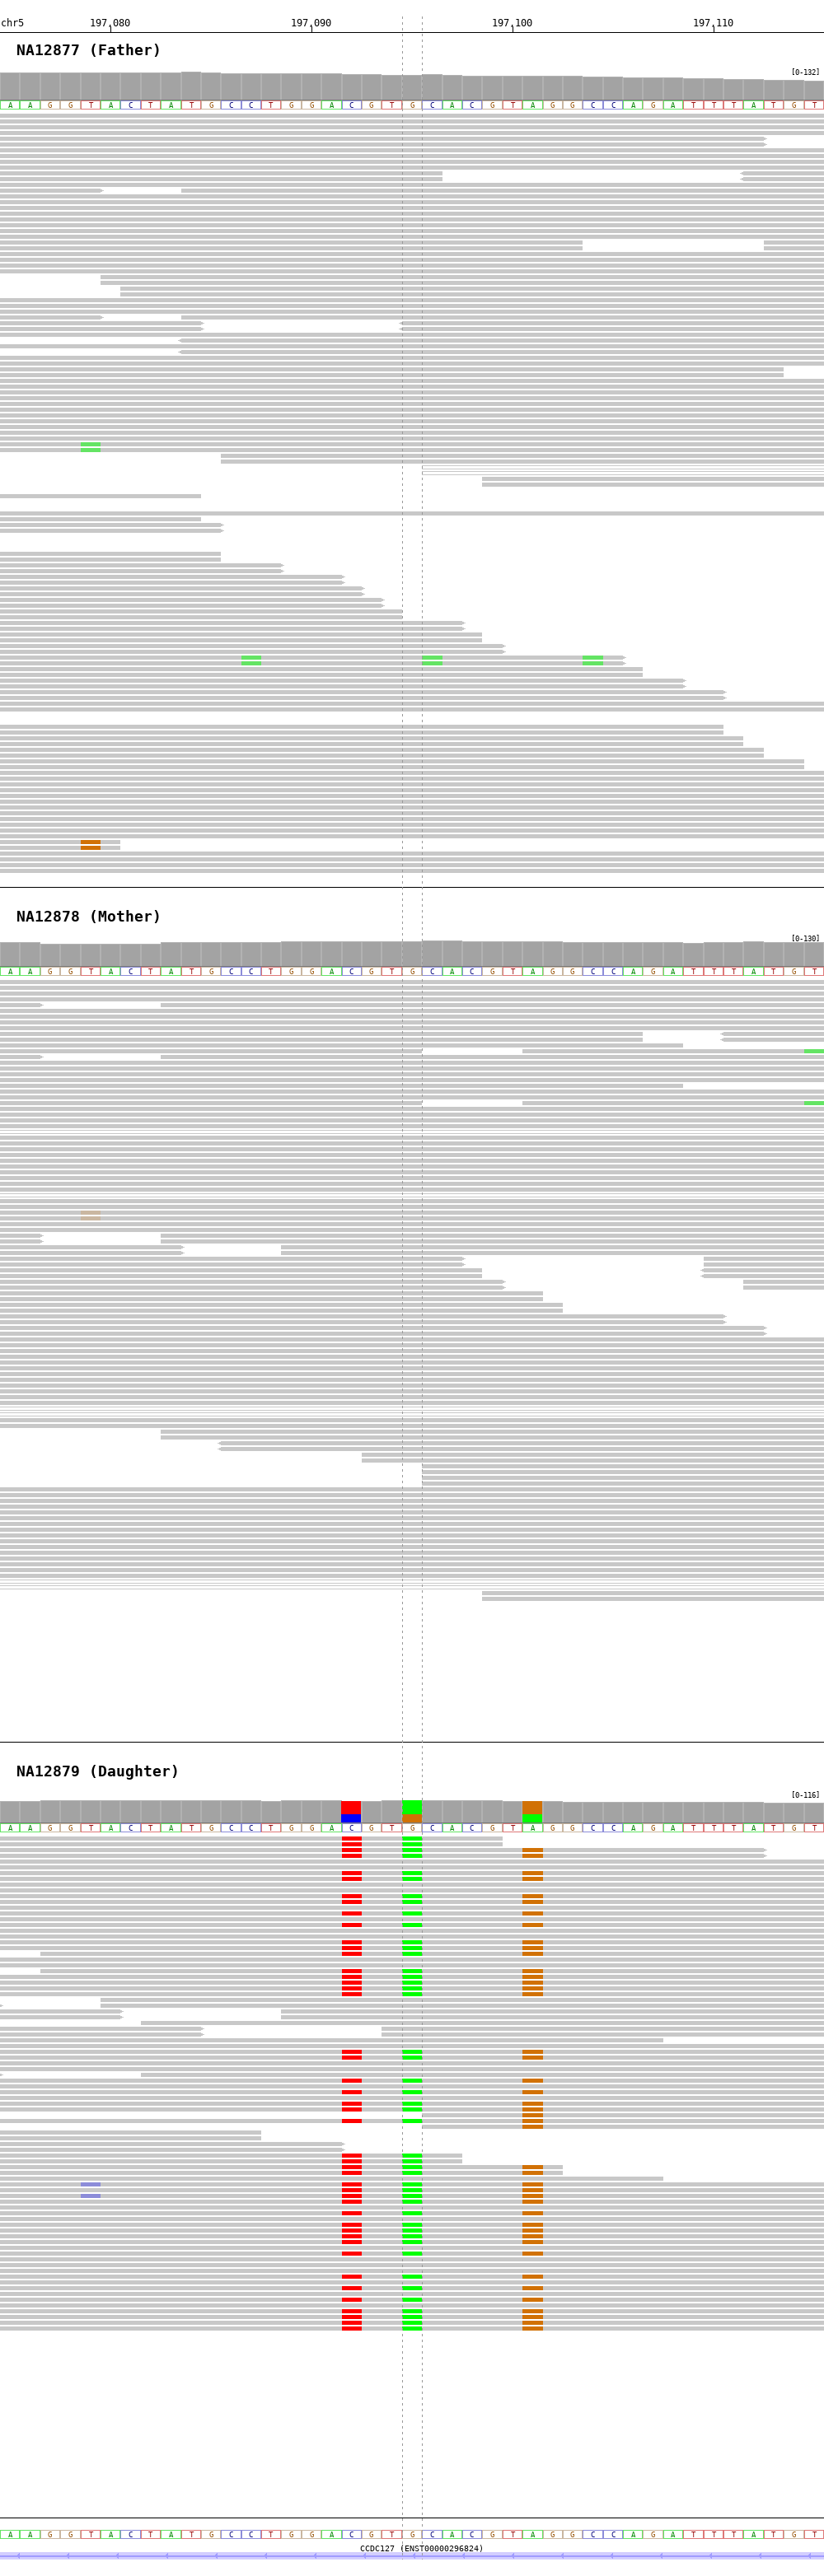 chr5 197,080 197,090 197,100 197,110
NA12877 (Father)
[0-132]
A A G G T A C T A T G C C T G G A C G T G C A C G T A G G C C A G A T T T A T G T
NA12878 (Mother)
[0-130]
A A G G T A C T A T G C C T G G A C G T G C A C G T A G G C C A G A T T T A T G T
NA12879 (Daughter)
[0-116]
A A G G T A C T A T G C C T G G A C G T G C A C G T A G G C C A G A T T T A T G T
A A G G T A C T A T G C C T G G A C G T G C A C G T A G G C C A G A T T T A T G T
CCDC127 (ENST00000296824)